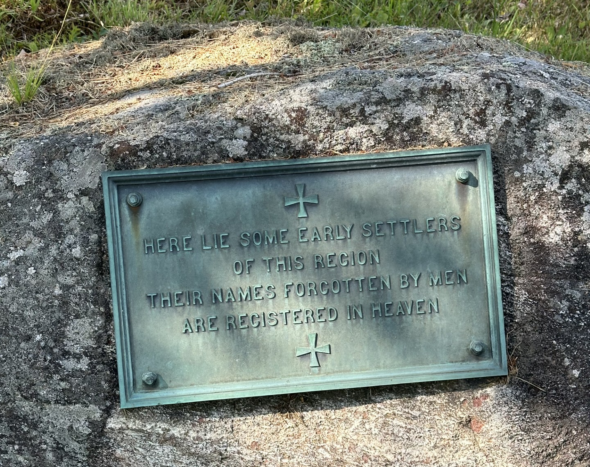 HERE LIE SOME EARLY SETTLERS
OF THIS REGION
THEIR NAMES FORGOTTEN BY MEN
ARE REGISTERED IN HEAVEN